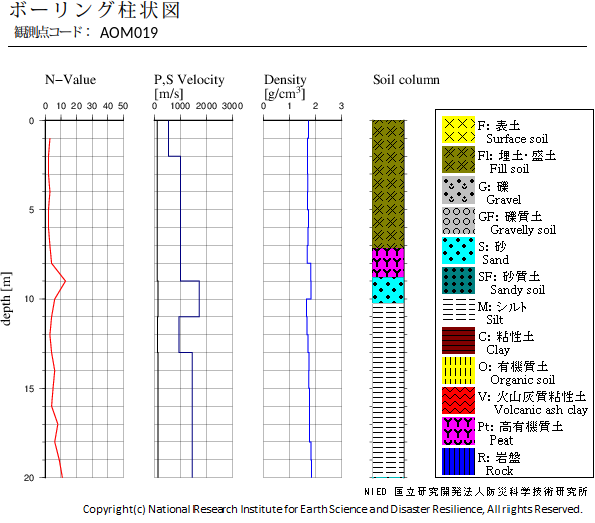 ボーリング柱状図
観測点コード： AOM019
N−Value
0 10 20 30 40 50
P,S Velocity
[m/s]
0 1000 2000 3000
Density
[g/cm3]
0 1 2 3
Soil column
depth [m]
0
5
10
15
20
F: 表土
Surface soil
Fl: 埋土・盛土
Fill soil
G: 礫
Gravel
GF: 礫質土
Gravelly soil
S: 砂
Sand
SF: 砂質土
Sandy soil
M: シルト
Silt
C: 粘性土
Clay
O: 有機質土
Organic soil
V: 火山灰質粘性土
Volcanic ash clay
Pt: 高有機質土
Peat
R: 岩盤
Rock
NIED 国立研究開発法人防災科学技術研究所
Copyright(c) National Research Institute for Earth Science and Disaster Resilience, All rights Reserved.